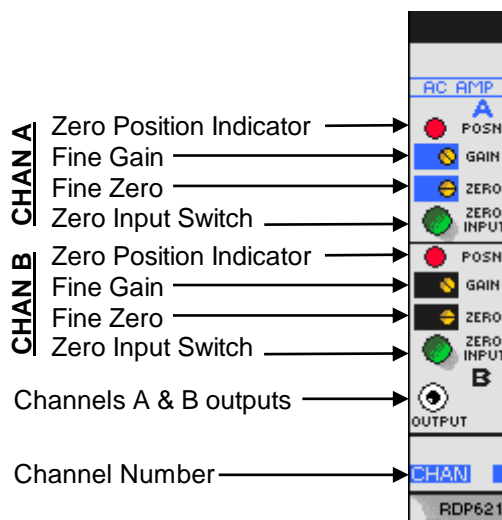 AC AMP
A
CHAN A
Zero Position Indicator
POSN
Fine Gain
GAIN
Fine Zero
ZERO
Zero Input Switch
ZERO
INPUT
CHAN B
Zero Position Indicator
POSN
Fine Gain
GAIN
Fine Zero
ZERO
Zero Input Switch
ZERO
INPUT
B
Channels A & B outputs
OUTPUT
Channel Number
CHAN
RDP621